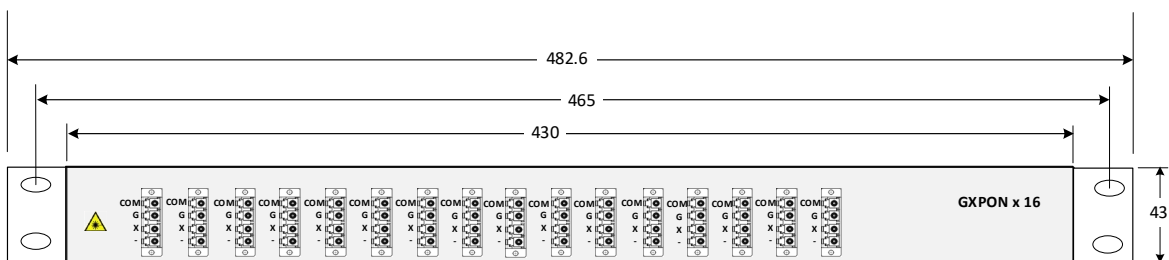 482.6
465
430
COM COM COM COM COM COM COM COM COM COM COM COM COM COM COM COM GXPON x 16
G G G G G G G G G G G G G G G G
43
X X X X X X X X X X X X X X X X
- - - - - - - - - - - - - - - -